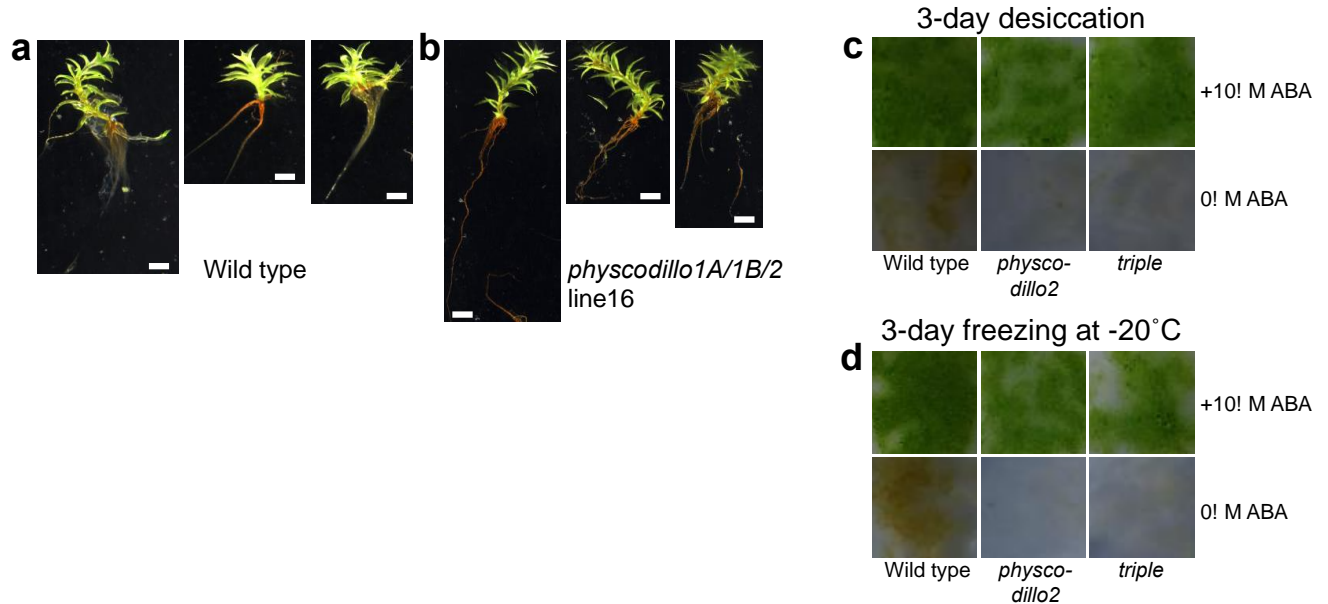 a
Wild type
b
physcodillo1A/1B/2
line16
3-day desiccation
c
+10! M ABA
0! M ABA
Wild type
physco-
dillo2
triple
3-day freezing at -20˚C
d
+10! M ABA
0! M ABA
Wild type
physco-
dillo2
triple